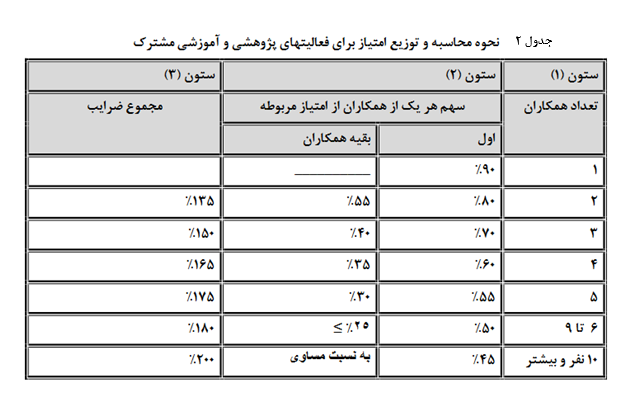 جدول ۲ نحوه محاسبه و توزیع امتیاز برای فعالیتهای پژوهشی و آموزشی مشترک
ستون (۱) ستون (۲) ستون (۳)
تعداد همکاران سهم هر یک از همکاران از امتیاز مربوطه مجموع ضرایب
اول بقیه همکاران
۱ ٪۹۰ __________
۲ ٪۸۰ ٪۵۵ ٪۱۳۵
۳ ٪۷۰ ٪۴۰ ٪۱۵۰
۴ ٪۶۰ ٪۳۵ ٪۱۶۵
۵ ٪۵۵ ٪۳۰ ٪۱۷۵
۶ تا ۹ ٪۵۰ ≥ ٪۲۵ ٪۱۸۰
۱۰ نفر و بیشتر ٪۴۵ به نسبت مساوی ٪۲۰۰